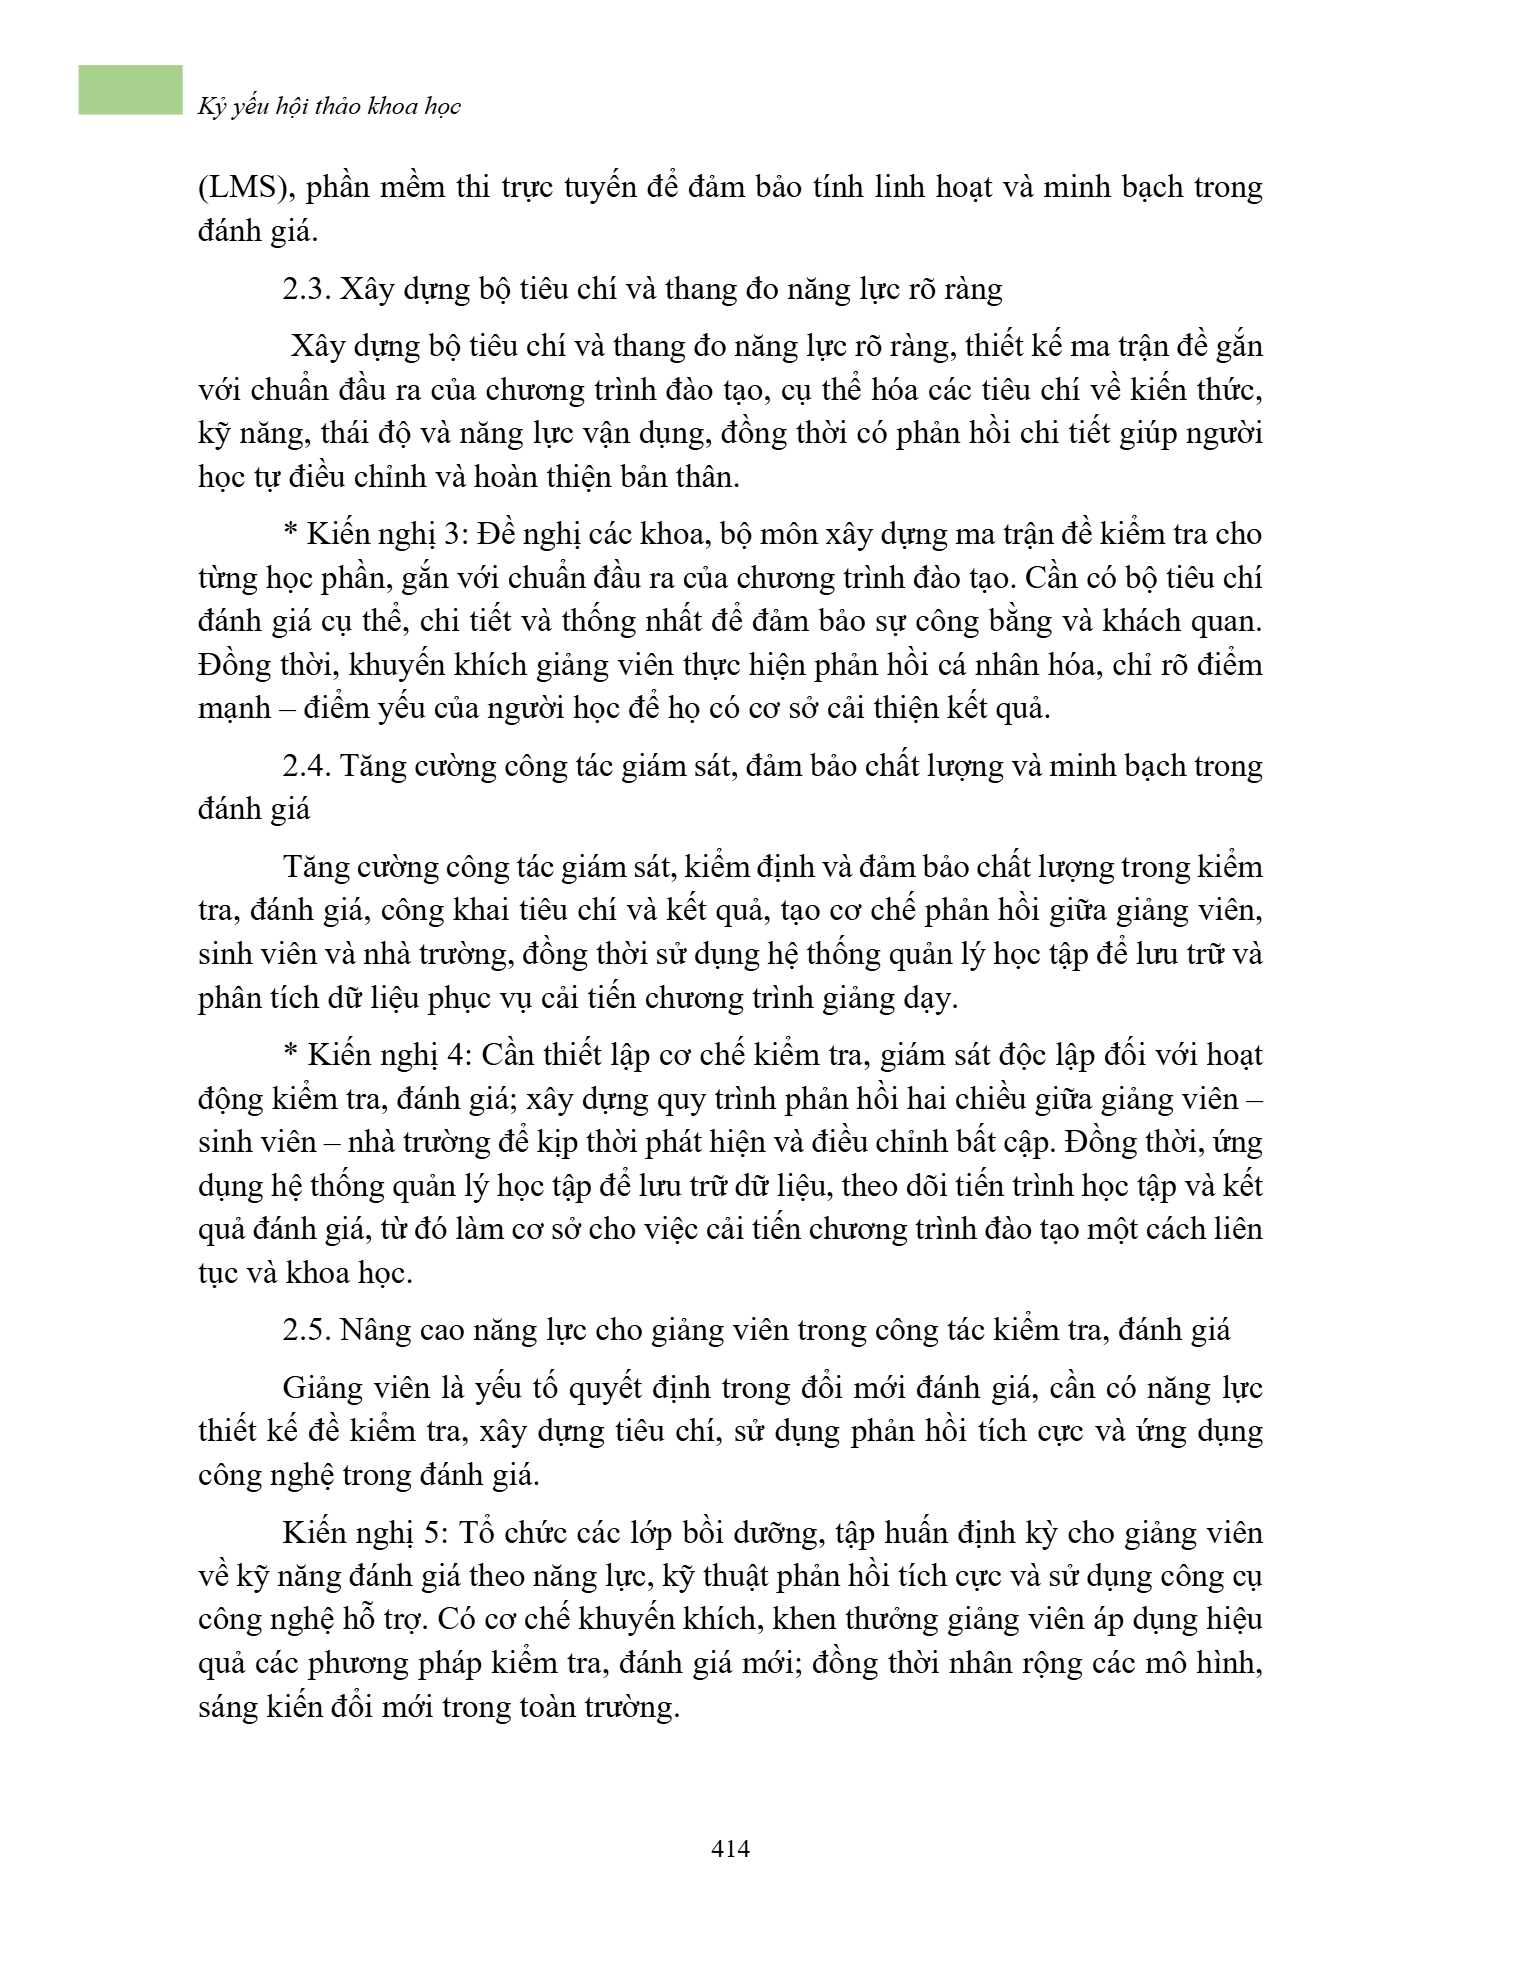 Kỷ yếu hội thảo khoa học
(LMS), phần mềm thi trực tuyến để đảm bảo tính linh hoạt và minh bạch trong
đánh giá.
2.3. Xây dựng bộ tiêu chí và thang đo năng lực rõ ràng
Xây dựng bộ tiêu chí và thang đo năng lực rõ ràng, thiết kế ma trận đề gắn
với chuẩn đầu ra của chương trình đào tạo, cụ thể hóa các tiêu chí về kiến thức,
kỹ năng, thái độ và năng lực vận dụng, đồng thời có phản hồi chi tiết giúp người
học tự điều chỉnh và hoàn thiện bản thân.
* Kiến nghị 3: Đề nghị các khoa, bộ môn xây dựng ma trận đề kiểm tra cho
từng học phần, gắn với chuẩn đầu ra của chương trình đào tạo. Cần có bộ tiêu chí
đánh giá cụ thể, chi tiết và thống nhất để đảm bảo sự công bằng và khách quan.
Đồng thời, khuyến khích giảng viên thực hiện phản hồi cá nhân hóa, chỉ rõ điểm
mạnh – điểm yếu của người học để họ có cơ sở cải thiện kết quả.
2.4. Tăng cường công tác giám sát, đảm bảo chất lượng và minh bạch trong
đánh giá
Tăng cường công tác giám sát, kiểm định và đảm bảo chất lượng trong kiểm
tra, đánh giá, công khai tiêu chí và kết quả, tạo cơ chế phản hồi giữa giảng viên,
sinh viên và nhà trường, đồng thời sử dụng hệ thống quản lý học tập để lưu trữ và
phân tích dữ liệu phục vụ cải tiến chương trình giảng dạy.
* Kiến nghị 4: Cần thiết lập cơ chế kiểm tra, giám sát độc lập đối với hoạt
động kiểm tra, đánh giá; xây dựng quy trình phản hồi hai chiều giữa giảng viên –
sinh viên – nhà trường để kịp thời phát hiện và điều chỉnh bất cập. Đồng thời, ứng
dụng hệ thống quản lý học tập để lưu trữ dữ liệu, theo dõi tiến trình học tập và kết
quả đánh giá, từ đó làm cơ sở cho việc cải tiến chương trình đào tạo một cách liên
tục và khoa học.
2.5. Nâng cao năng lực cho giảng viên trong công tác kiểm tra, đánh giá
Giảng viên là yếu tố quyết định trong đổi mới đánh giá, cần có năng lực
thiết kế đề kiểm tra, xây dựng tiêu chí, sử dụng phản hồi tích cực và ứng dụng
công nghệ trong đánh giá.
Kiến nghị 5: Tổ chức các lớp bồi dưỡng, tập huấn định kỳ cho giảng viên
về kỹ năng đánh giá theo năng lực, kỹ thuật phản hồi tích cực và sử dụng công cụ
công nghệ hỗ trợ. Có cơ chế khuyến khích, khen thưởng giảng viên áp dụng hiệu
quả các phương pháp kiểm tra, đánh giá mới; đồng thời nhân rộng các mô hình,
sáng kiến đổi mới trong toàn trường.
414